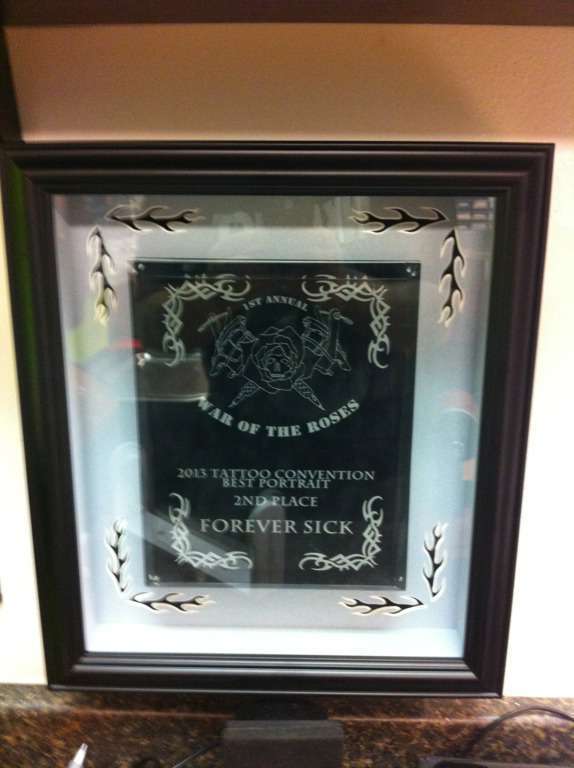 1ST ANNUAL
WAR OF THE ROSES
2013 TATTOO CONVENTION
BEST PORTRAIT
2ND PLACE
FOREVER SICK